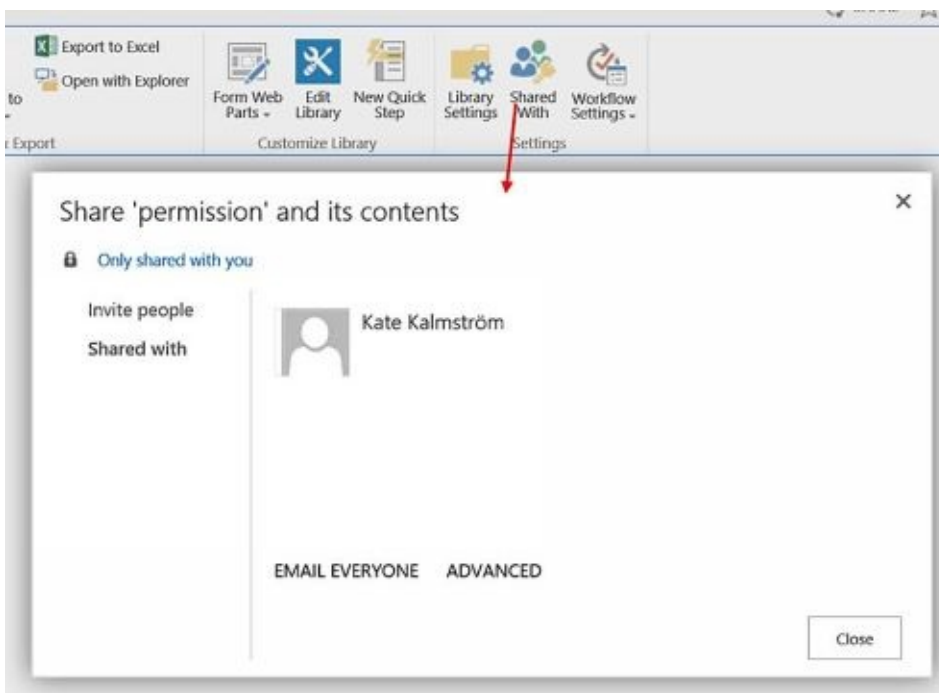 Export to Excel
Open with Explorer
to
Export
Form Web Parts
Edit Library
New Quick Step
Customize Library
Library Settings
Shared With
Workflow Settings
Settings
Share 'permission' and its contents
Only shared with you
Invite people
Shared with
Kate Kalmström
EMAIL EVERYONE ADVANCED
Close